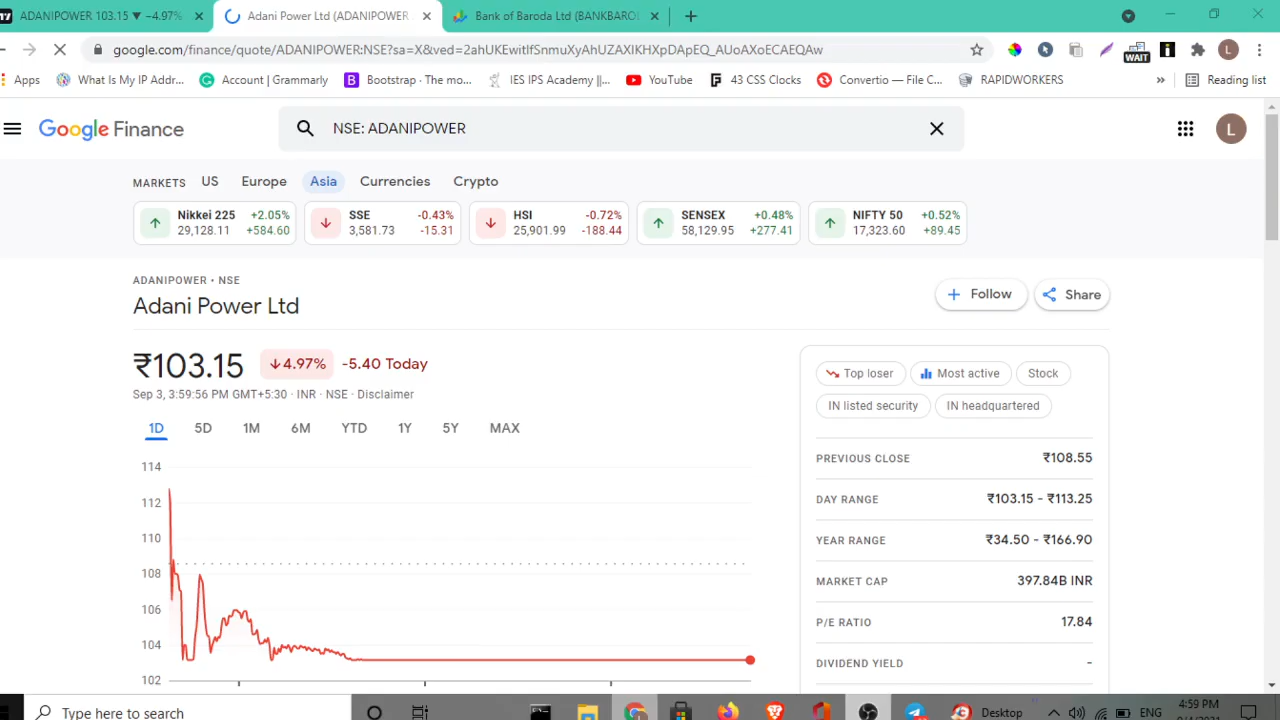 ADANIPOWER 103.15 ▼ −4.97%
Adani Power Ltd (ADANIPOWER
Bank of Baroda Ltd (BANKBARO
google.com/finance/quote/ADANIPOWER:NSE?sa=X&ved=2ahUKEwitlfSnmuXyAhUZAXIKHXpDApEQ_AUoAXoECAEQAw
WAIT
Apps
What Is My IP Addr...
Account | Grammarly
Bootstrap · The mo...
IES IPS Academy ||...
YouTube
43 CSS Clocks
Convertio — File C...
RAPIDWORKERS
»
Reading list
Google Finance
NSE: ADANIPOWER
L
MARKETS US Europe Asia Currencies Crypto
Nikkei 225 +2.05%
29,128.11 +584.60
SSE -0.43%
3,581.73 -15.31
HSI -0.72%
25,901.99 -188.44
SENSEX +0.48%
58,129.95 +277.41
NIFTY 50 +0.52%
17,323.60 +89.45
ADANIPOWER • NSE
Adani Power Ltd
Follow
Share
₹103.15 ↓4.97% -5.40 Today
Sep 3, 3:59:56 PM GMT+5:30 · INR · NSE · Disclaimer
1D 5D 1M 6M YTD 1Y 5Y MAX
114
112
110
108
106
104
102
Top loser
Most active
Stock
IN listed security
IN headquartered
PREVIOUS CLOSE ₹108.55
DAY RANGE ₹103.15 - ₹113.25
YEAR RANGE ₹34.50 - ₹166.90
MARKET CAP 397.84B INR
P/E RATIO 17.84
DIVIDEND YIELD -
Type here to search
Desktop
ENG
4:59 PM